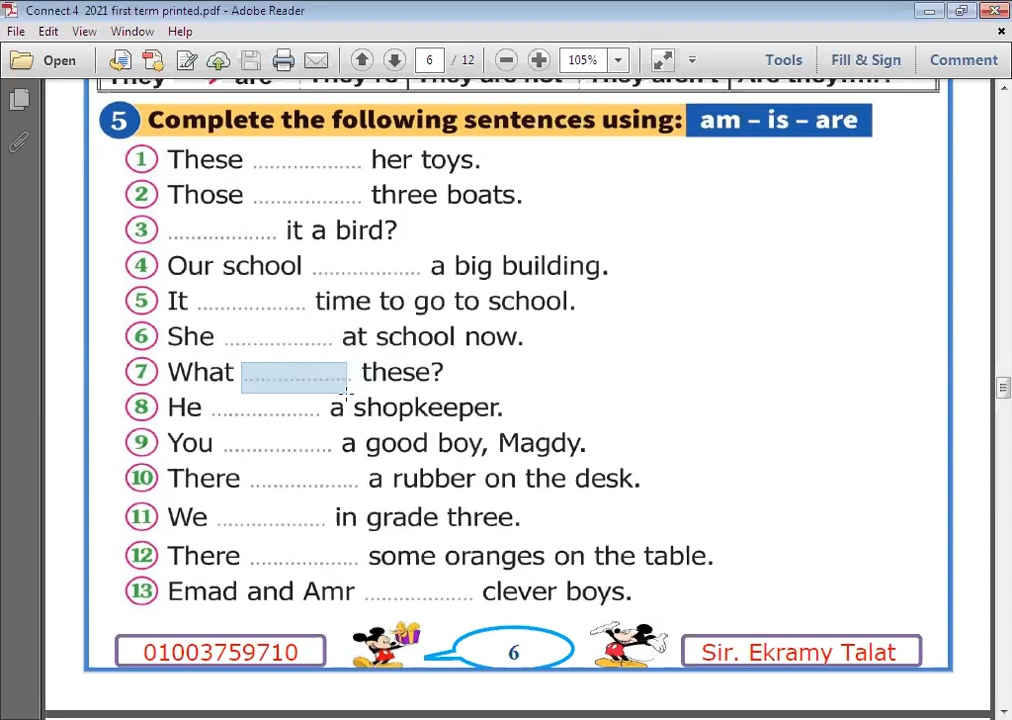 Connect 4 2021 first term printed.pdf - Adobe Reader
File Edit View Window Help
Open 6 / 12 105% Tools Fill & Sign Comment
5 Complete the following sentences using: am – is – are
1 These .................... her toys.
2 Those .................... three boats.
3 .................... it a bird?
4 Our school .................... a big building.
5 It .................... time to go to school.
6 She .................... at school now.
7 What .................... these?
8 He .................... a shopkeeper.
9 You .................... a good boy, Magdy.
10 There .................... a rubber on the desk.
11 We .................... in grade three.
12 There .................... some oranges on the table.
13 Emad and Amr .................... clever boys.
01003759710 6 Sir. Ekramy Talat